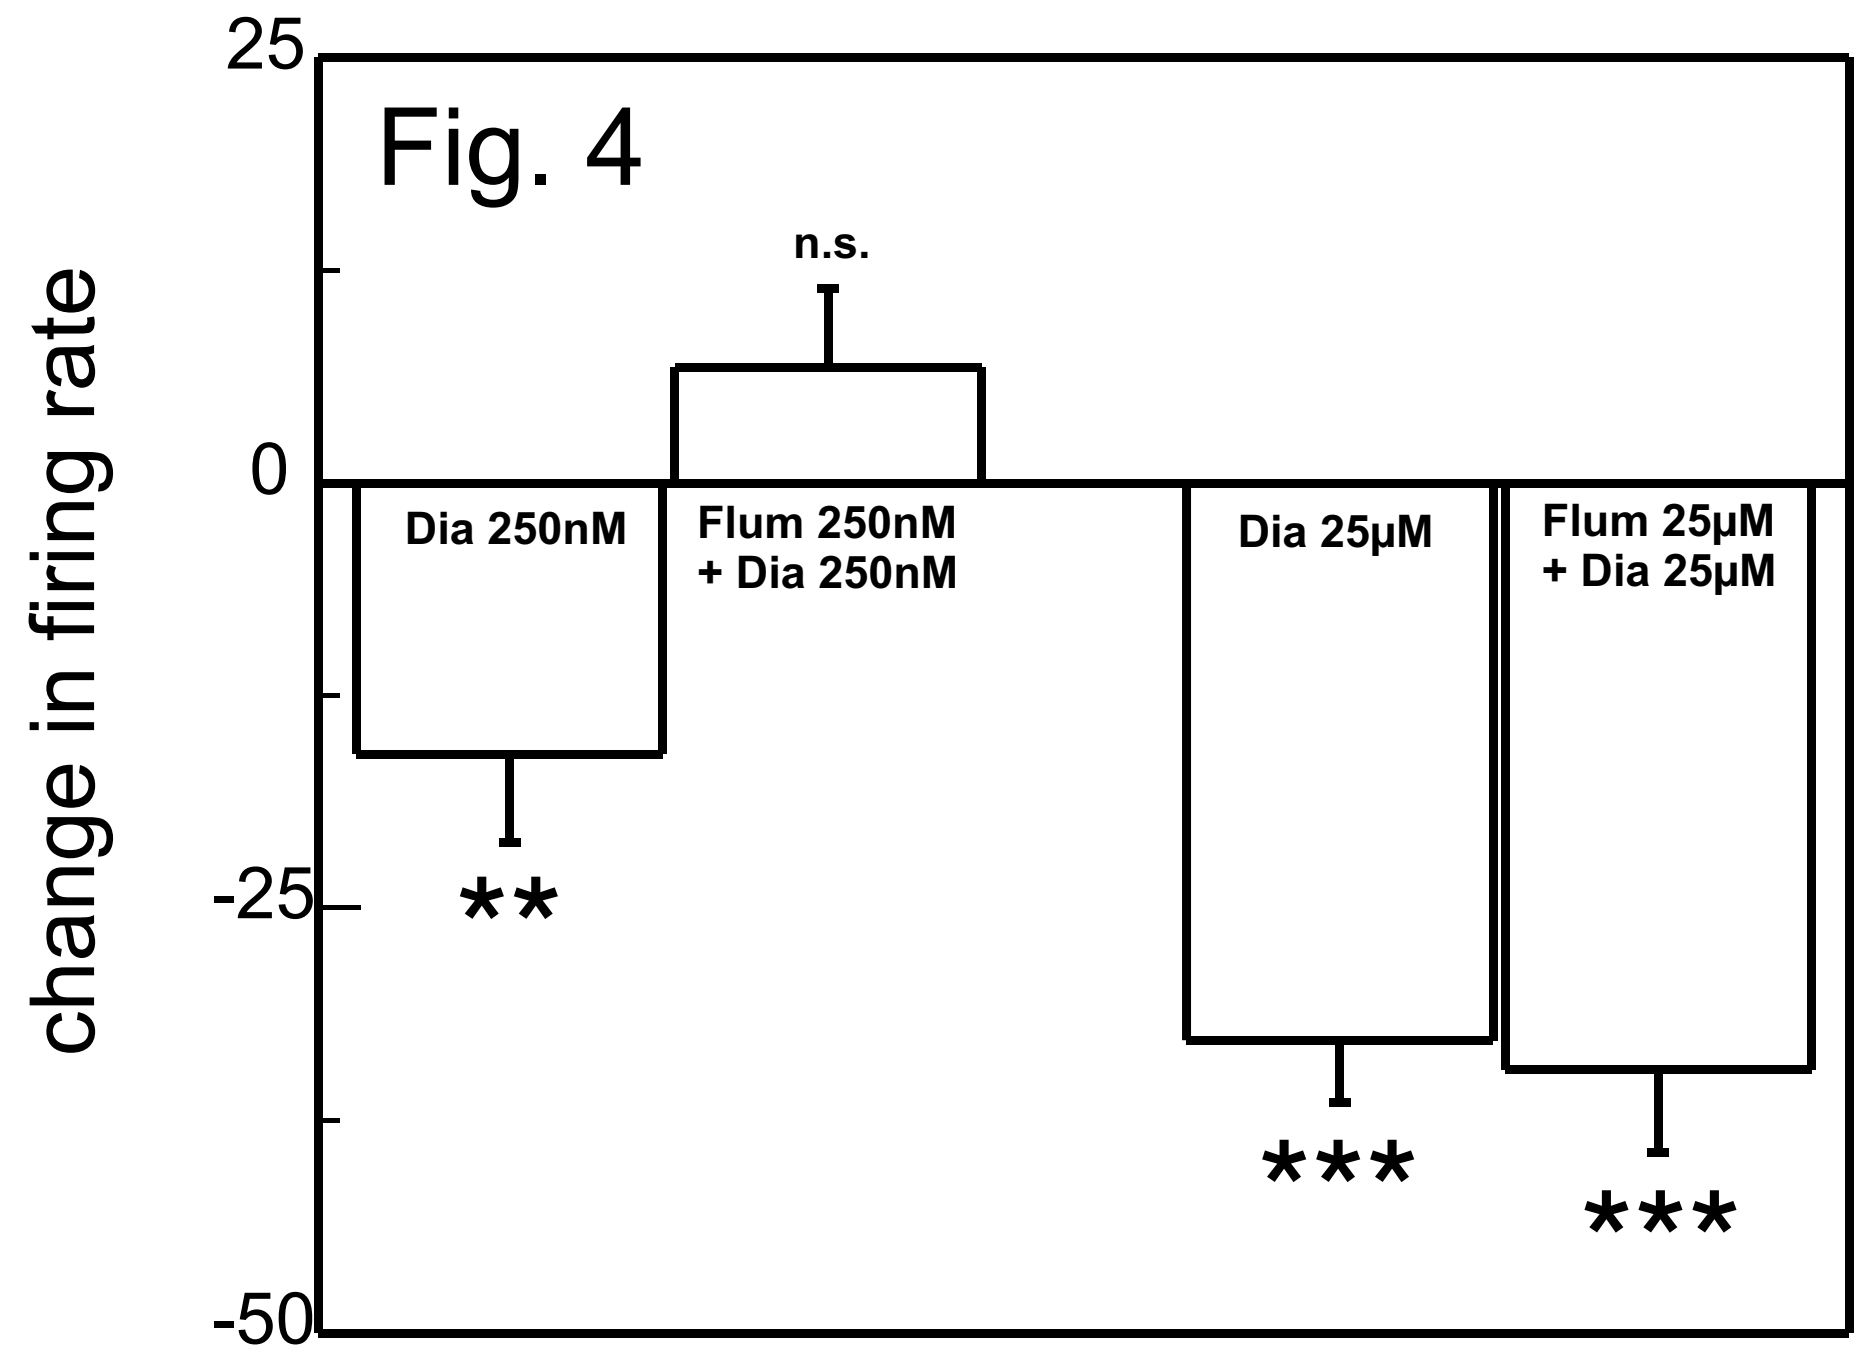 25
Fig. 4
n.s.
change in firing rate
0
Dia 250nM
Flum 250nM
+ Dia 250nM
Dia 25µM
Flum 25µM
+ Dia 25µM
-25
**
***
***
-50